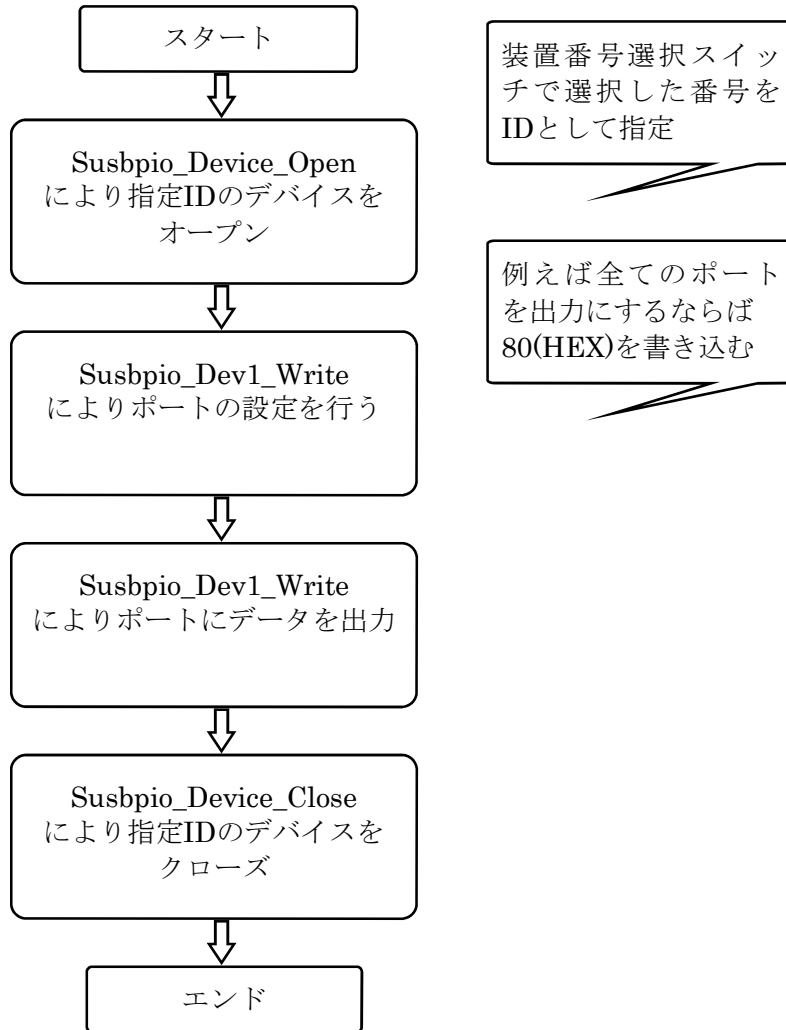 スタート
装置番号選択スイッ
チで選択した番号を
IDとして指定
Susbpio_Device_Open
により指定IDのデバイスを
オープン
例えば全てのポート
を出力にするならば
80(HEX)を書き込む
Susbpio_Dev1_Write
によりポートの設定を行う
Susbpio_Dev1_Write
によりポートにデータを出力
Susbpio_Device_Close
により指定IDのデバイスを
クローズ
エンド